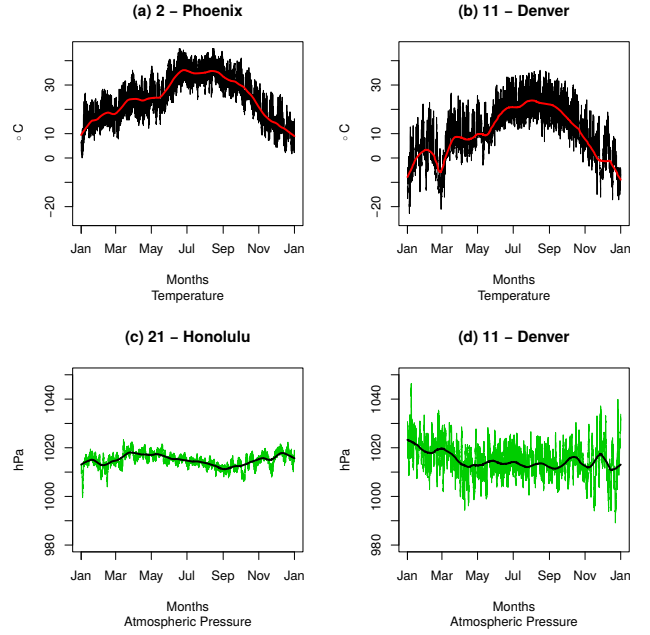 (a) 2 − Phoenix
(b) 11 − Denver
° C
30
10
0
−20
Jan Mar May Jul Sep Nov Jan
Months
Temperature
° C
30
10
0
−20
Jan Mar May Jul Sep Nov Jan
Months
Temperature
(c) 21 − Honolulu
(d) 11 − Denver
hPa
1040
1020
1000
980
Jan Mar May Jul Sep Nov Jan
Months
Atmospheric Pressure
hPa
1040
1020
1000
980
Jan Mar May Jul Sep Nov Jan
Months
Atmospheric Pressure